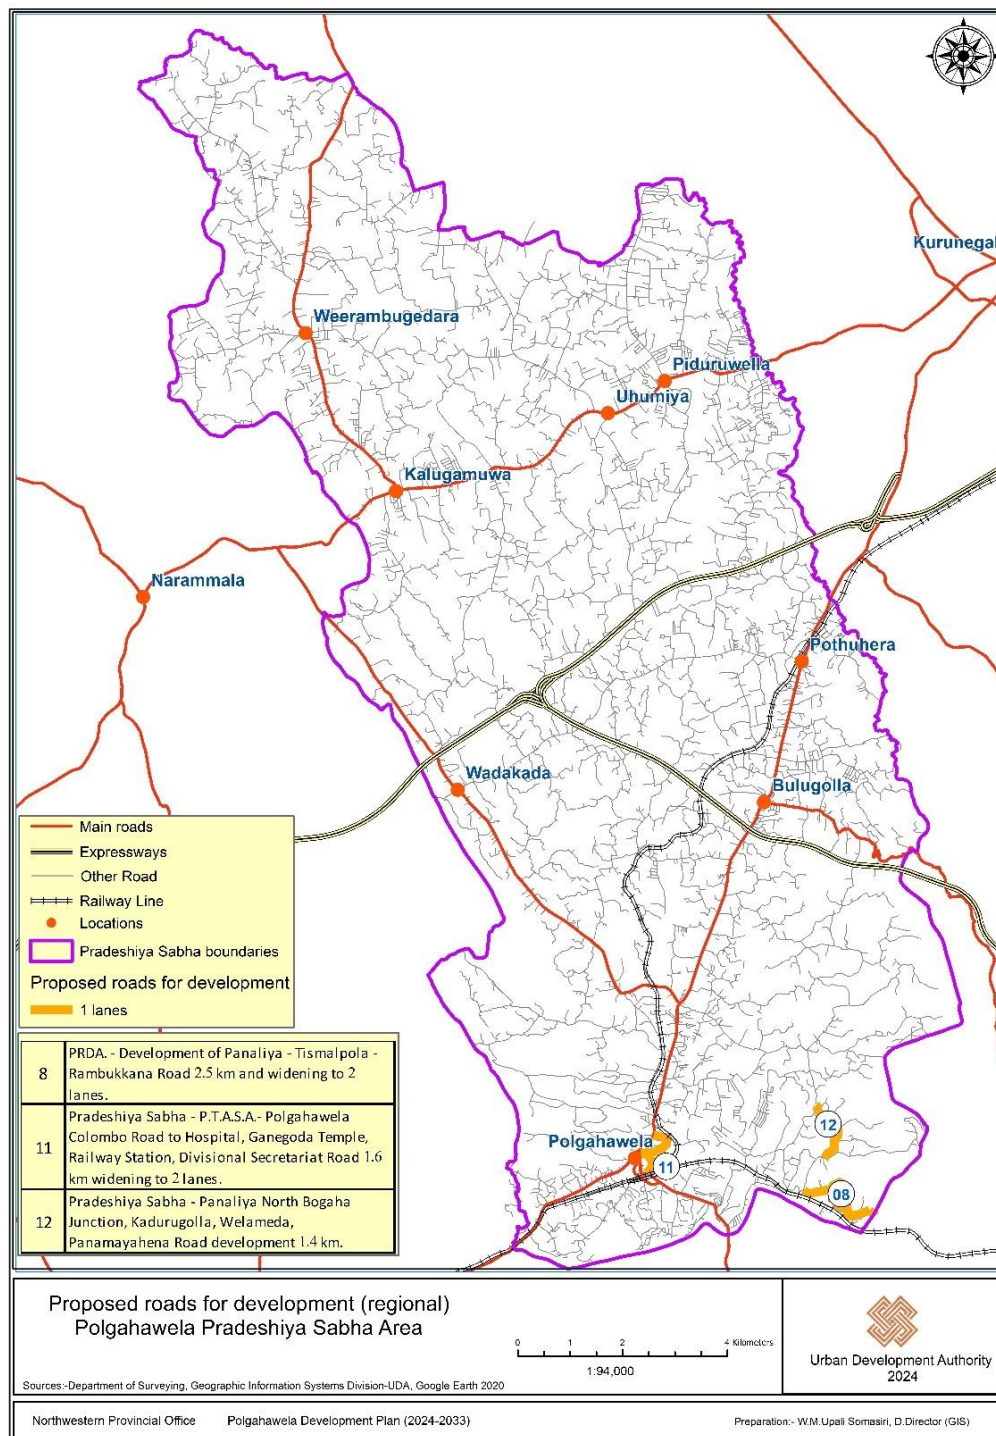 Kurunegal
Weerambugedara
Piduruwella
Uhumiya
Kalugamuwa
Narammala
Pothuhera
Wadakada
Bulugolla
Polgahawela
11
12
08
Main roads
Expressways
Other Road
Railway Line
Locations
Pradeshiya Sabha boundaries
Proposed roads for development
1 lanes
8
PRDA. - Development of Panaliya - Tismalpola -
Rambukkana Road 2.5 km and widening to 2
lanes.
11
Pradeshiya Sabha - P.T.A.S.A.- Polgahawela
Colombo Road to Hospital, Ganegoda Temple,
Railway Station, Divisional Secretariat Road 1.6
km widening to 2 lanes.
12
Pradeshiya Sabha - Panaliya North Bogaha
Junction, Kadurugolla, Welameda,
Panamayahena Road development 1.4 km.
Proposed roads for development (regional)
Polgahawela Pradeshiya Sabha Area
0 1 2 4 Kilometers
1:94,000
Sources:-Department of Surveying, Geographic Information Systems Division-UDA, Google Earth 2020
Urban Development Authority
2024
Northwestern Provincial Office
Polgahawela Development Plan (2024-2033)
Preparation:- W.M.Upali Somasiri, D.Director (GIS)